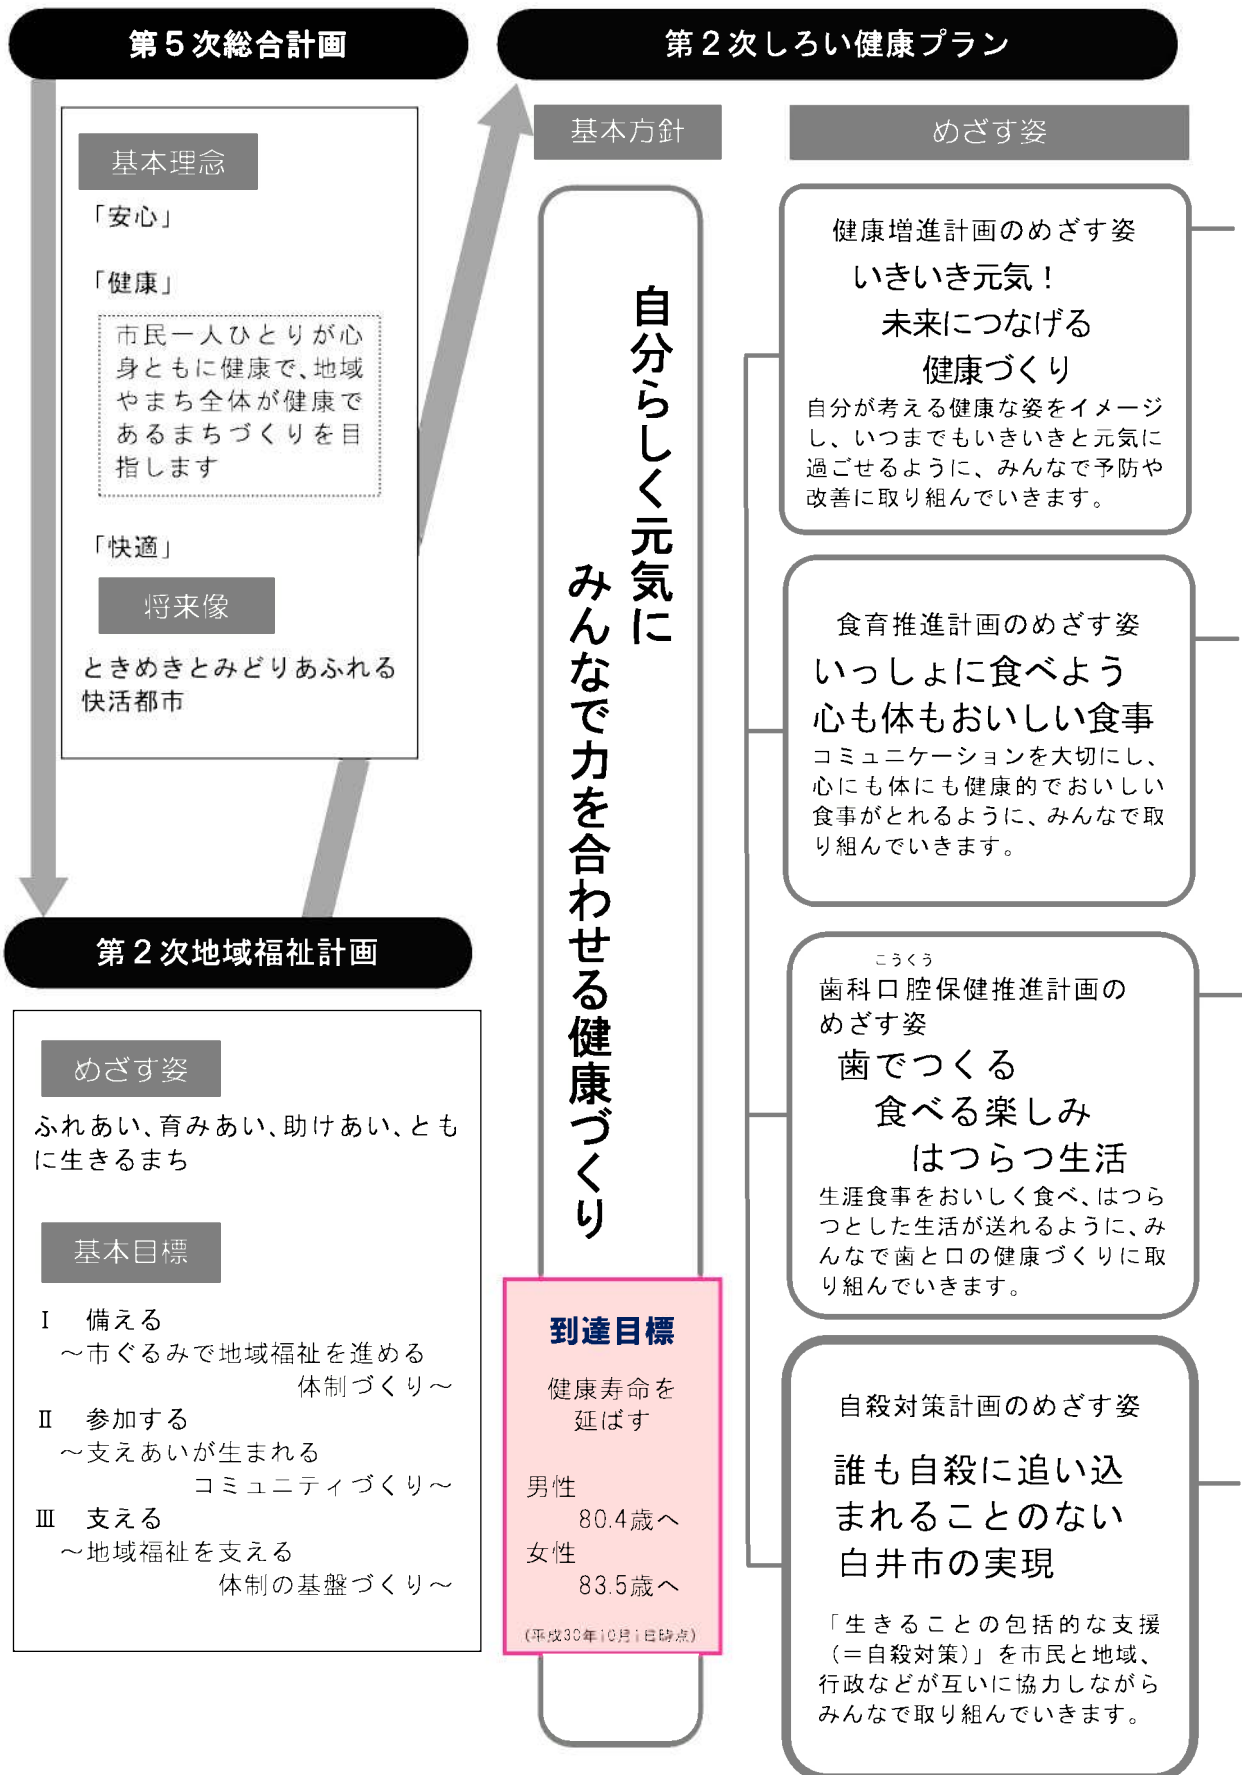 第５次総合計画
基本理念
「安心」
「健康」
市民一人ひとりが心
身ともに健康で、地域
やまち全体が健康で
あるまちづくりを目
指します
「快適」
将来像
ときめきとみどりあふれる
快活都市
第２次地域福祉計画
めざす姿
ふれあい、育みあい、助けあい、とも
に生きるまち
基本目標
Ⅰ　備える
～市ぐるみで地域福祉を進める
体制づくり～
Ⅱ　参加する
～支えあいが生まれる
コミュニティづくり～
Ⅲ　支える
～地域福祉を支える
体制の基盤づくり～
第２次しろい健康プラン
基本方針
自分らしく元気に
みんなで力を合わせる健康づくり
到達目標
健康寿命を
延ばす
男性
80.4歳へ
女性
83.5歳へ
（平成30年10月1日時点）
めざす姿
健康増進計画のめざす姿
いきいき元気！
未来につなげる
健康づくり
自分が考える健康な姿をイメージ
し、いつまでもいきいきと元気に
過ごせるように、みんなで予防や
改善に取り組んでいきます。
食育推進計画のめざす姿
いっしょに食べよう
心も体もおいしい食事
コミュニケーションを大切にし、
心にも体にも健康的でおいしい
食事がとれるように、みんなで取
り組んでいきます。
こうくう
歯科口腔保健推進計画の
めざす姿
歯でつくる
食べる楽しみ
はつらつ生活
生涯食事をおいしく食べ、はつら
つとした生活が送れるように、み
んなで歯と口の健康づくりに取
り組んでいきます。
自殺対策計画のめざす姿
誰も自殺に追い込
まれることのない
白井市の実現
「生きることの包括的な支援
（＝自殺対策）」を市民と地域、
行政などが互いに協力しながら
みんなで取り組んでいきます。